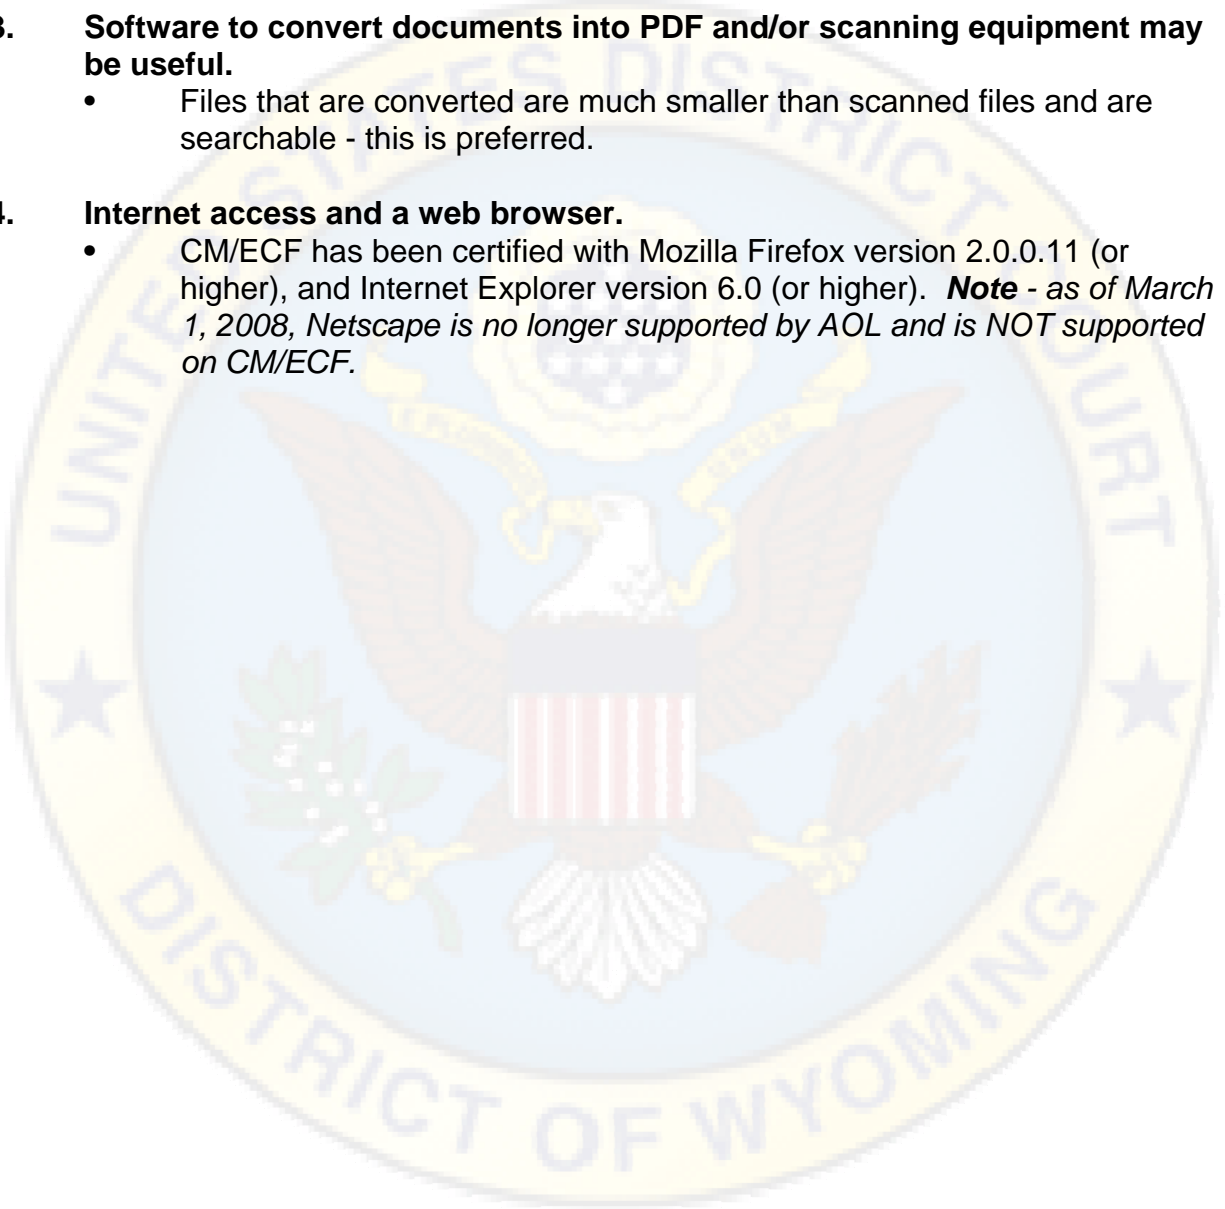 3. Software to convert documents into PDF and/or scanning equipment may
be useful.
• Files that are converted are much smaller than scanned files and are
searchable - this is preferred.
4. Internet access and a web browser.
• CM/ECF has been certified with Mozilla Firefox version 2.0.0.11 (or
higher), and Internet Explorer version 6.0 (or higher). Note - as of March
1, 2008, Netscape is no longer supported by AOL and is NOT supported
on CM/ECF.
UNITED STATES DISTRICT COURT
E PLURIBUS UNUM
DISTRICT OF WYOMING